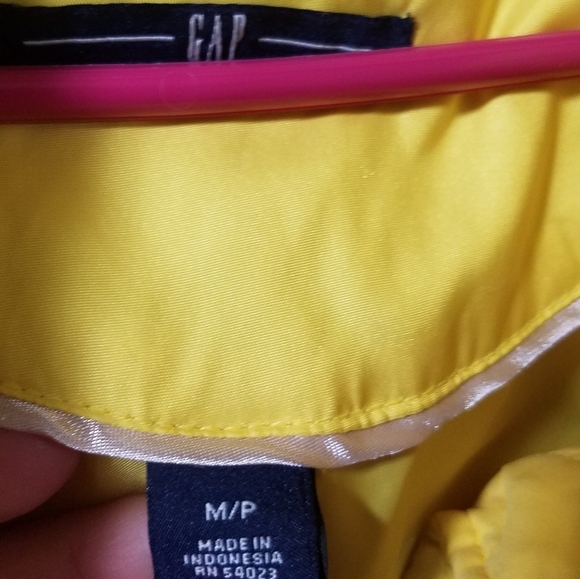 GAP
M/P
MADE IN
INDONESIA
RN 54023